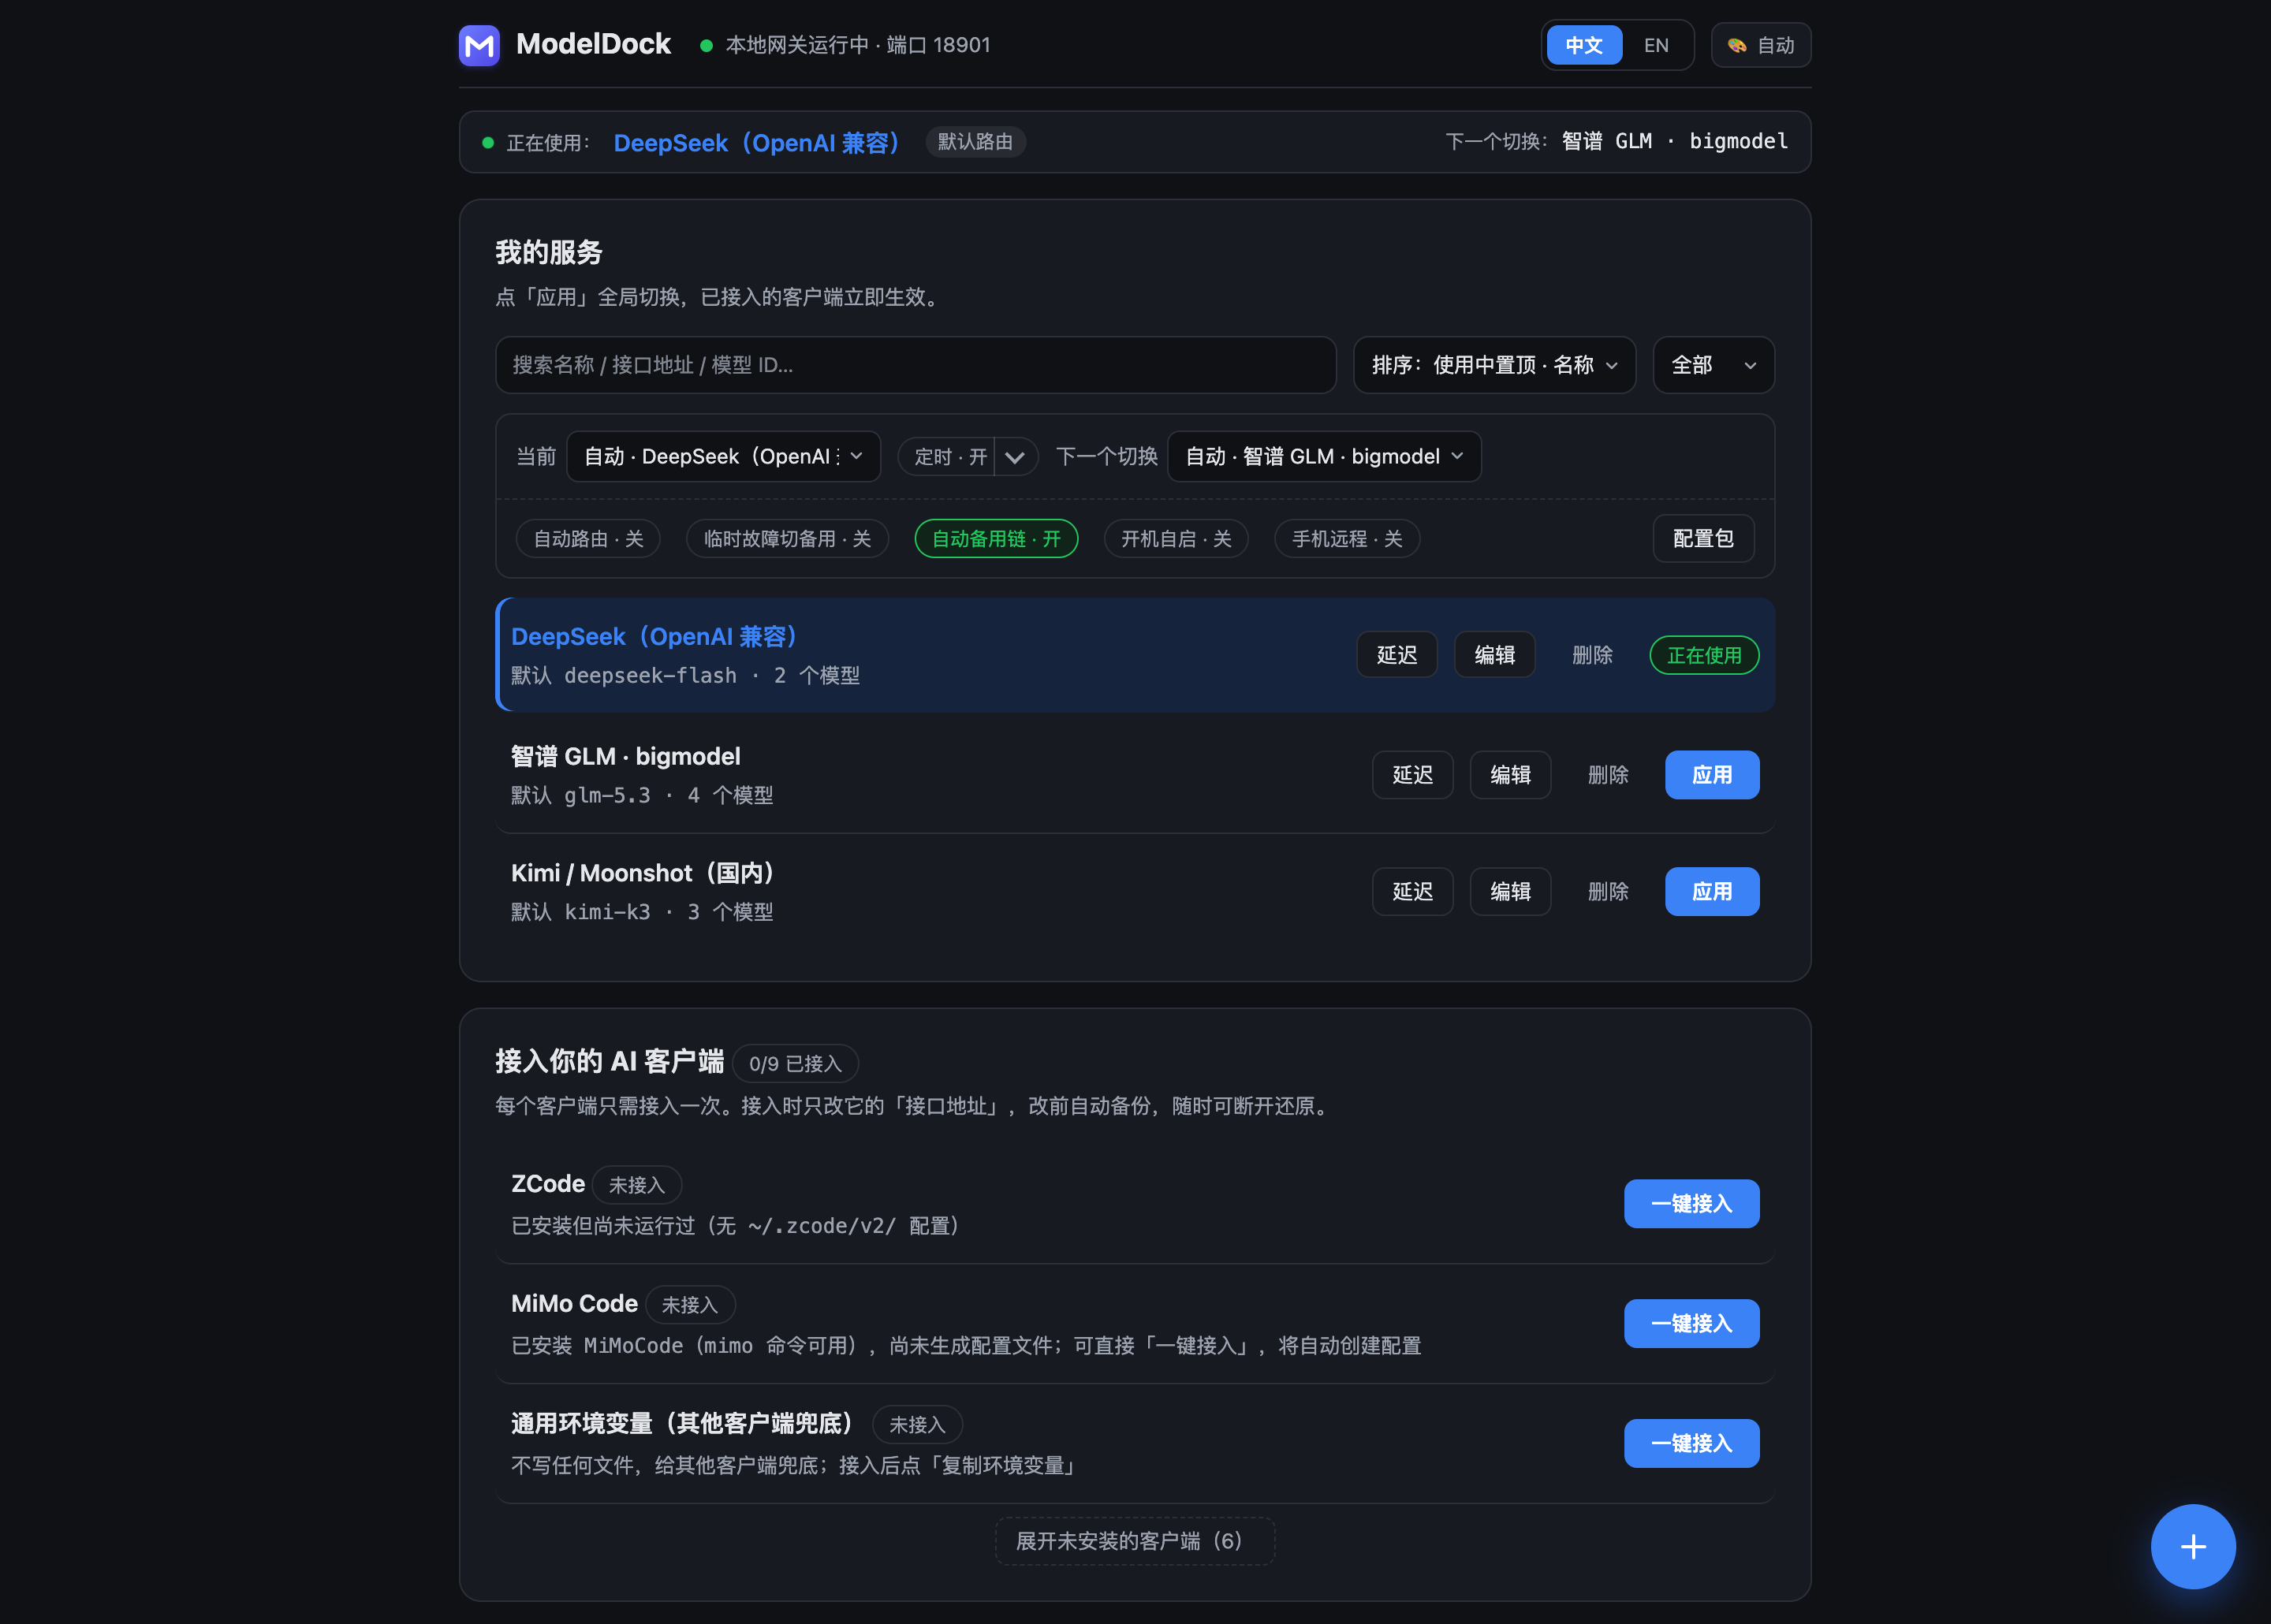 ModelDock 本地网关运行中 · 端口 18901 中文 EN 自动
正在使用： DeepSeek（OpenAI 兼容） 默认路由 下一个切换： 智谱 GLM · bigmodel
我的服务
点「应用」全局切换，已接入的客户端立即生效。
搜索名称 / 接口地址 / 模型 ID... 排序：使用中置顶 · 名称 全部
当前 自动 · DeepSeek（OpenAI 定时 · 开 下一个切换 自动 · 智谱 GLM · bigmodel
自动路由 · 关 临时故障切备用 · 关 自动备用链 · 开 开机自启 · 关 手机远程 · 关 配置包
DeepSeek（OpenAI 兼容）
默认 deepseek-flash · 2 个模型 延迟 编辑 删除 正在使用
智谱 GLM · bigmodel
默认 glm-5.3 · 4 个模型 延迟 编辑 删除 应用
Kimi / Moonshot（国内）
默认 kimi-k3 · 3 个模型 延迟 编辑 删除 应用
接入你的 AI 客户端 0/9 已接入
每个客户端只需接入一次。接入时只改它的「接口地址」，改前自动备份，随时可断开还原。
ZCode 未接入
已安装但尚未运行过（无 ~/.zcode/v2/ 配置） 一键接入
MiMo Code 未接入
已安装 MiMoCode（mimo 命令可用），尚未生成配置文件；可直接「一键接入」，将自动创建配置 一键接入
通用环境变量（其他客户端兜底） 未接入
不写任何文件，给其他客户端兜底；接入后点「复制环境变量」 一键接入
展开未安装的客户端（6）